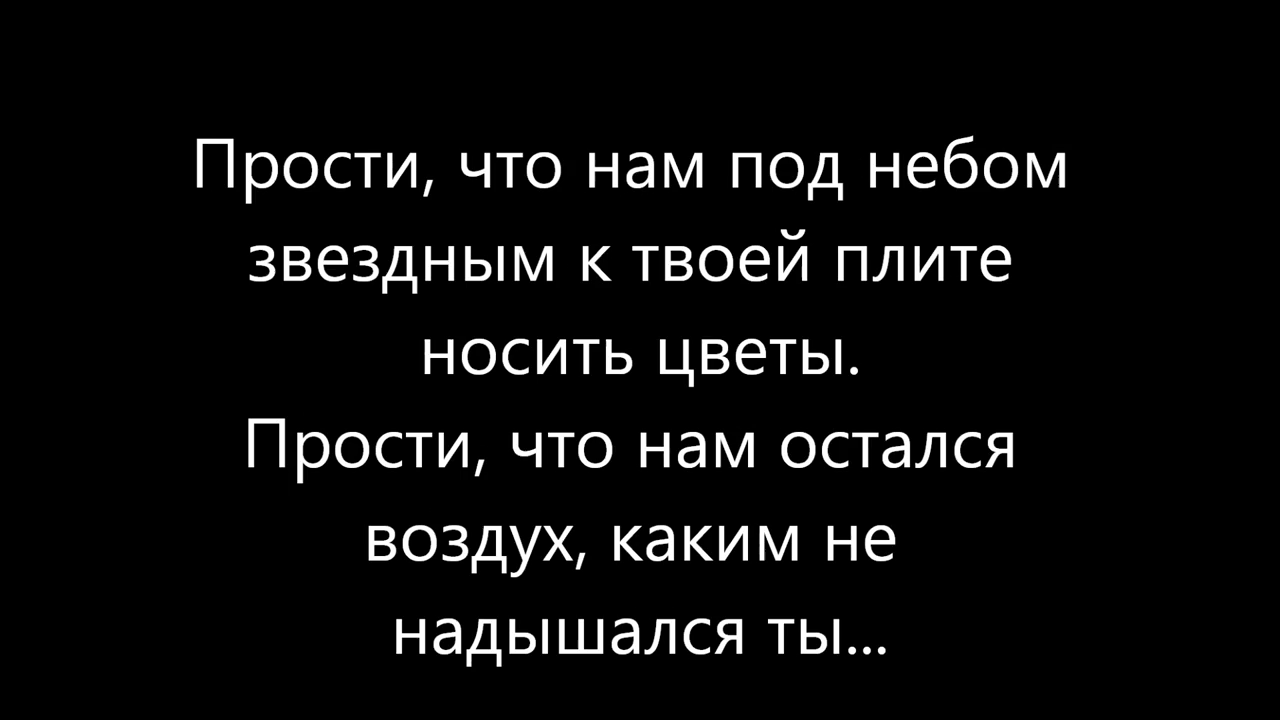 Прости, что нам под небом
звездным к твоей плите
носить цветы.
Прости, что нам остался
воздух, каким не
надышался ты...